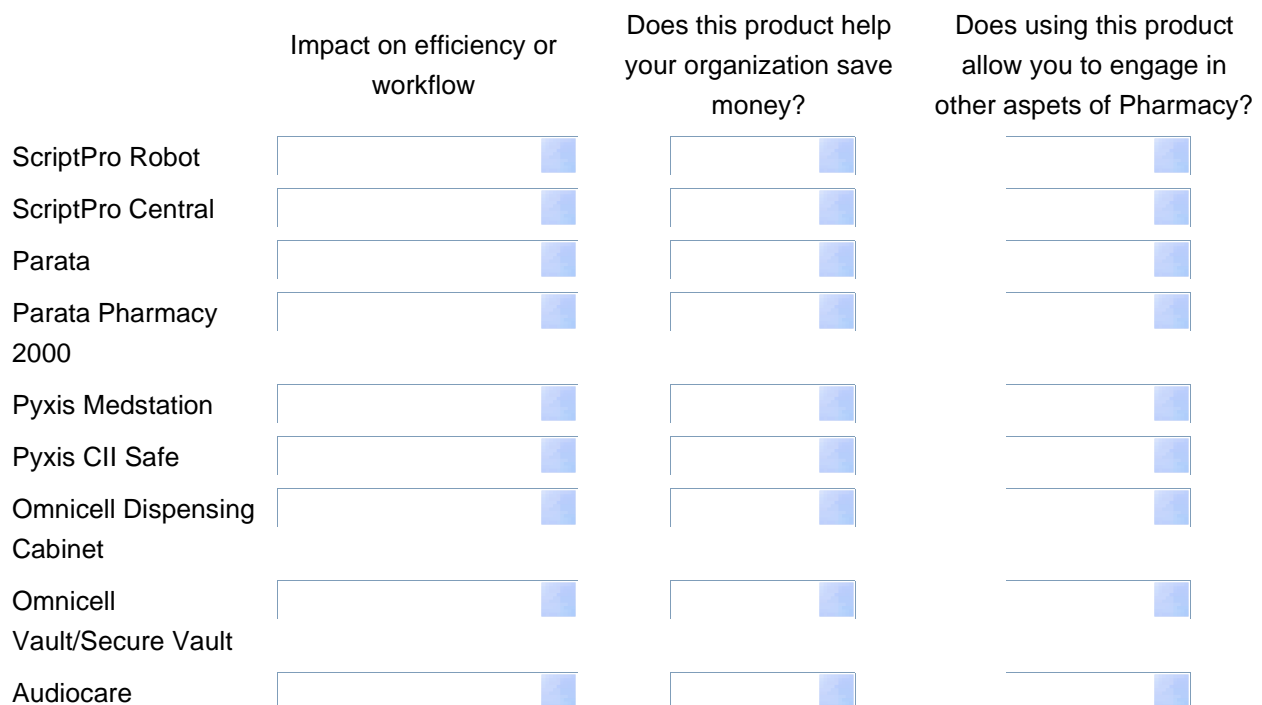 Impact on efficiency or
workflow
Does this product help
your organization save
money?
Does using this product
allow you to engage in
other aspets of Pharmacy?
ScriptPro Robot
ScriptPro Central
Parata
Parata Pharmacy
2000
Pyxis Medstation
Pyxis CII Safe
Omnicell Dispensing
Cabinet
Omnicell
Vault/Secure Vault
Audiocare